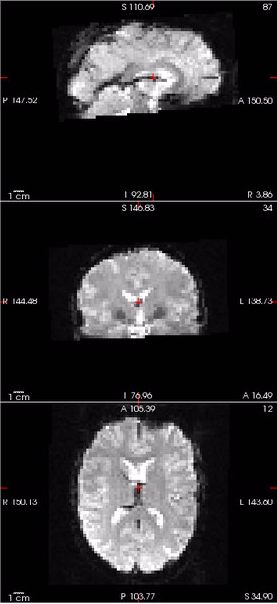 S 110.69 87
P 147.52 A 150.50
1 cm I 92.81 R 3.86
S 146.83 34
R 144.48 L 138.73
1 cm I 76.96 A 16.49
A 105.39 12
R 150.13 L 143.60
1 cm P 103.77 S 34.90